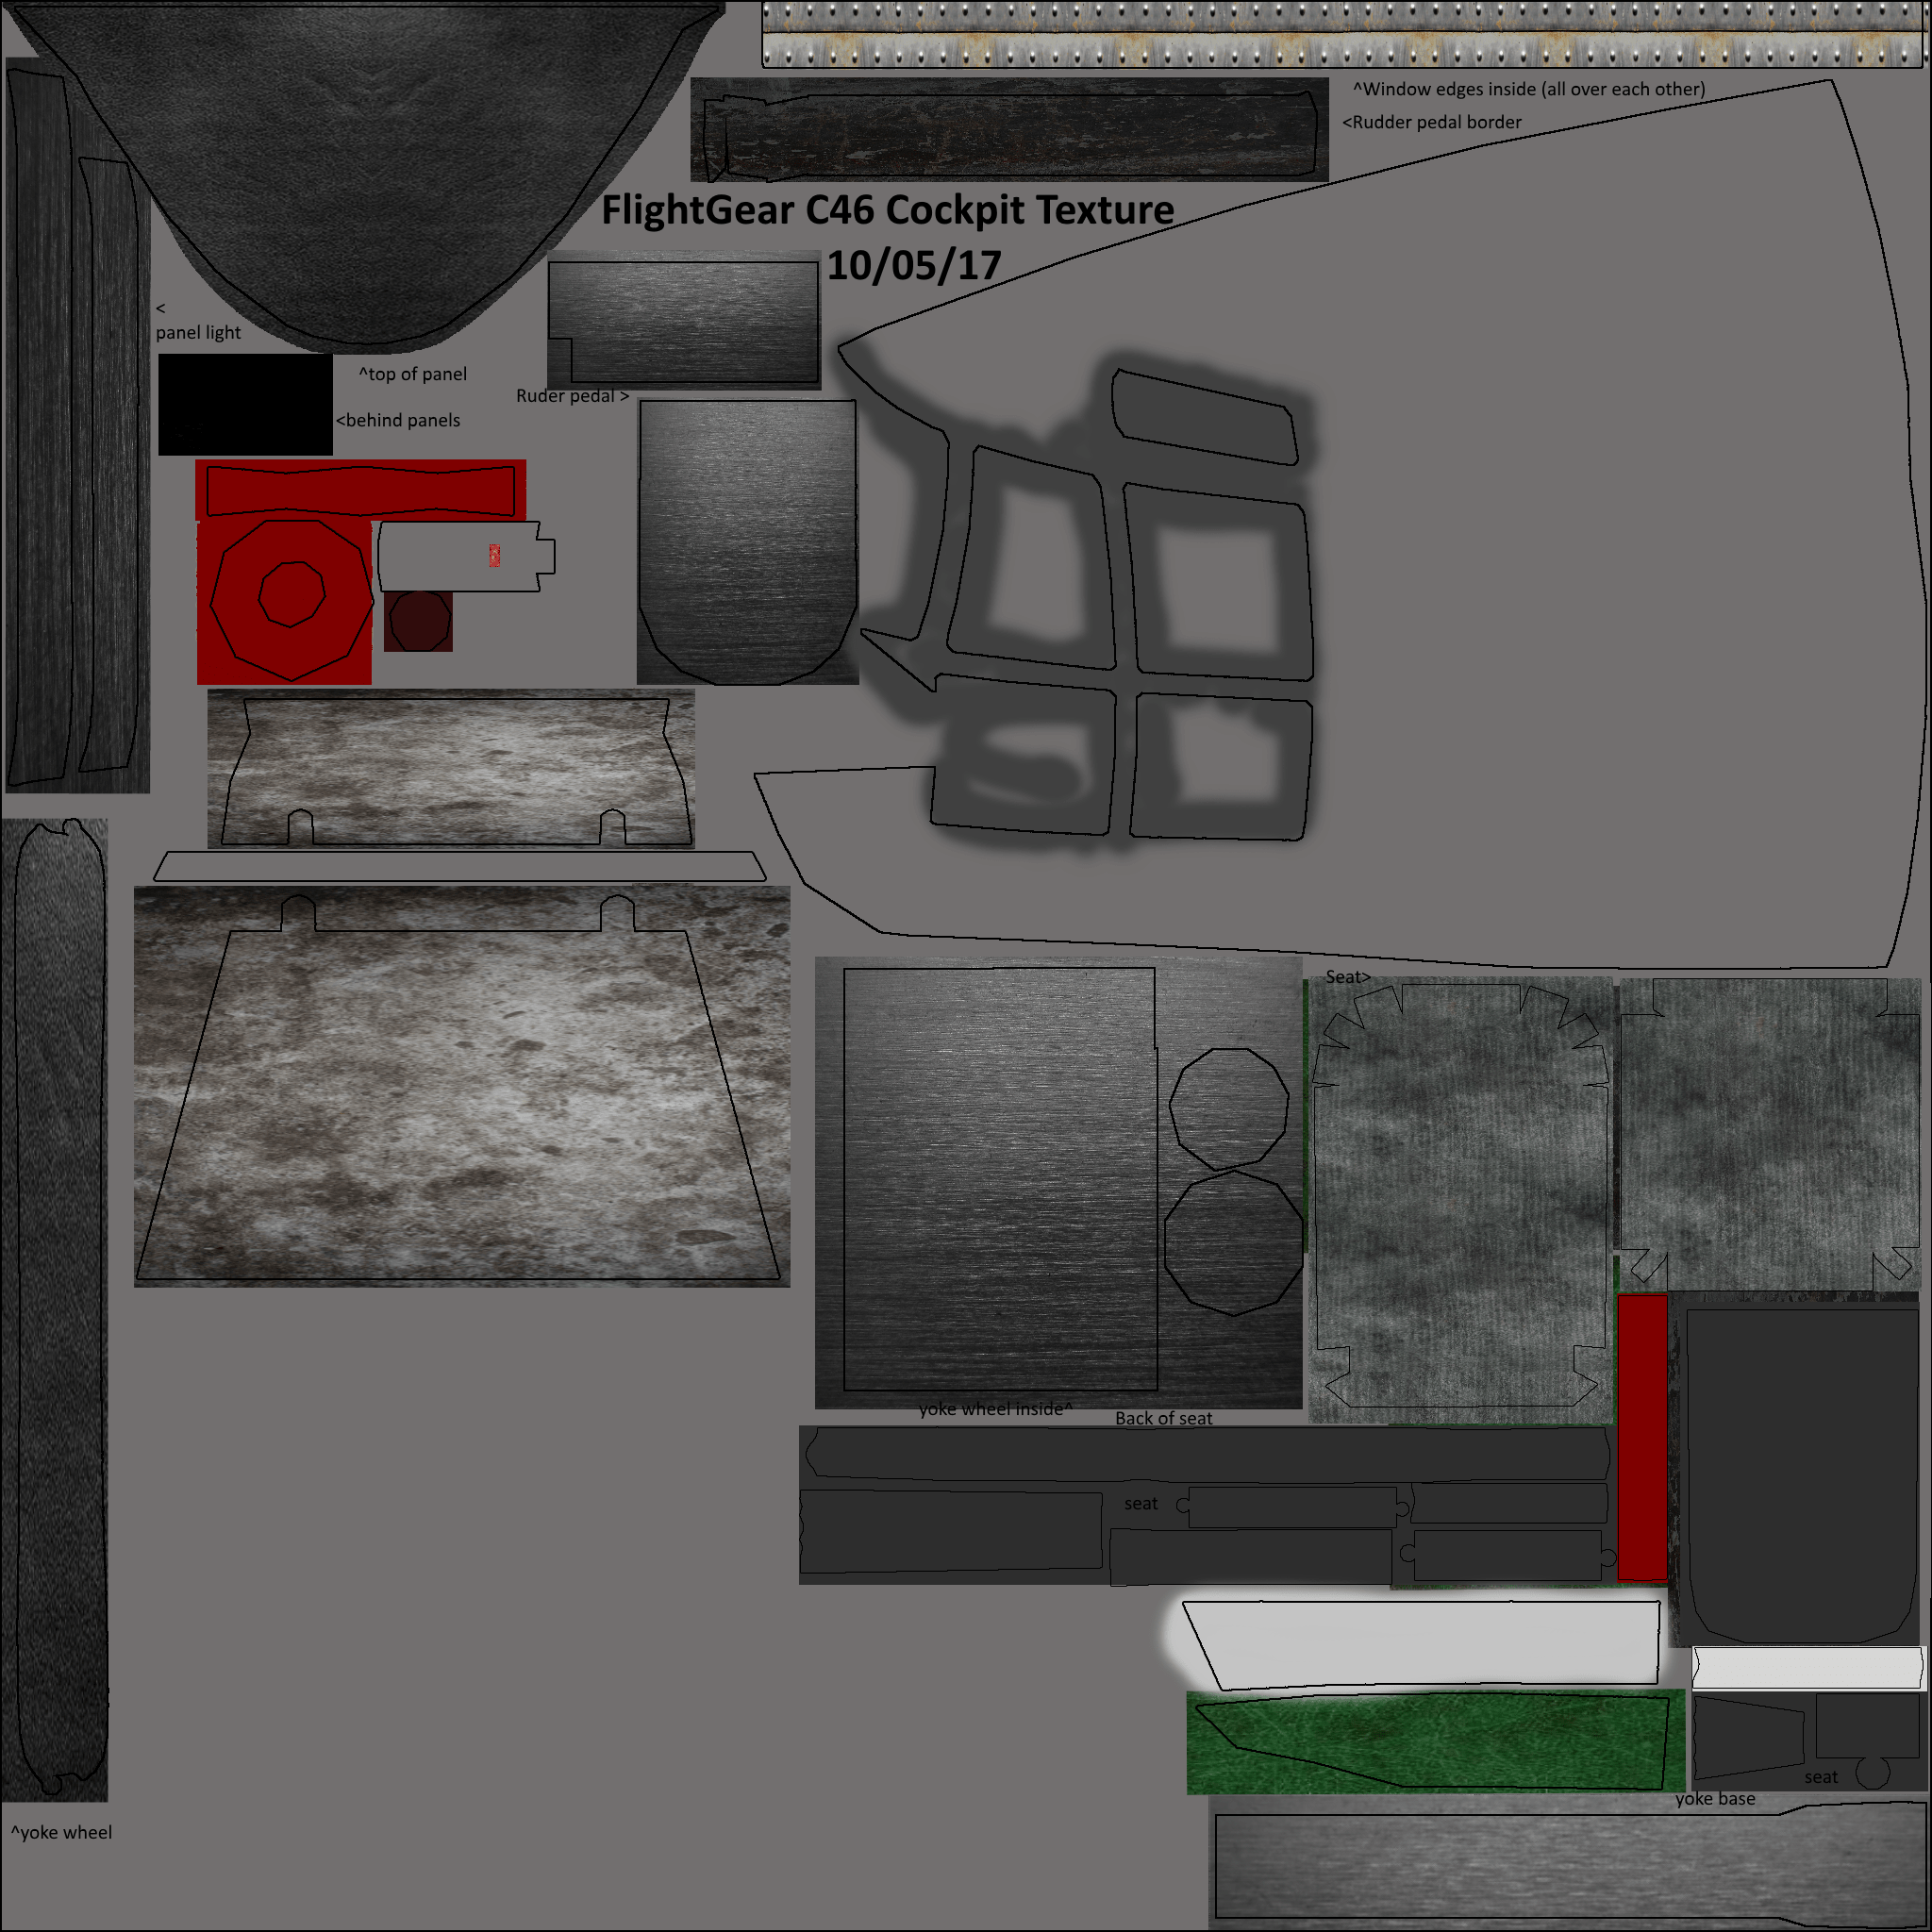 ^Window edges inside (all over each other)
<Rudder pedal border
FlightGear C46 Cockpit Texture
10/05/17
<
panel light
^top of panel
Ruder pedal >
<behind panels
Seat>
yoke wheel inside^
Back of seat
seat
seat
yoke base
^yoke wheel